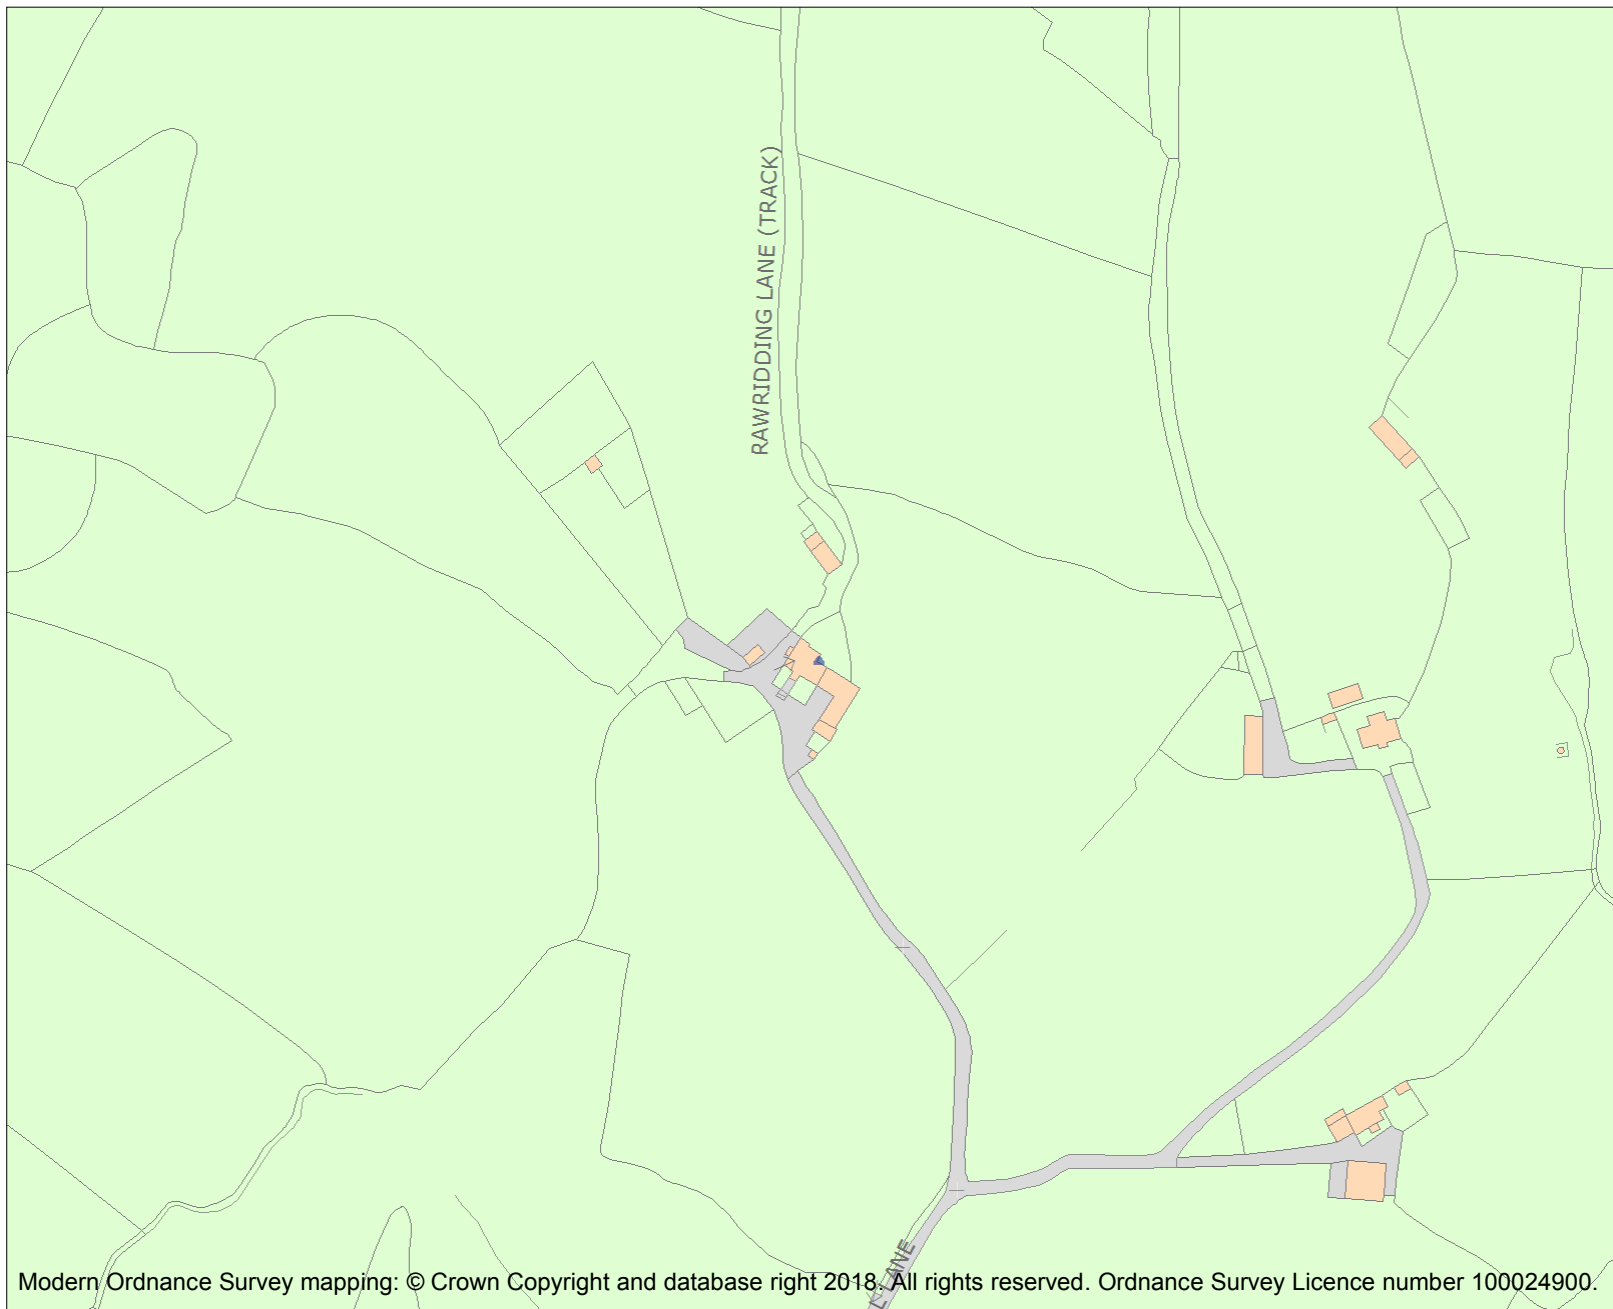 RAWRIDDING LANE (TRACK)
LANE
Modern Ordnance Survey mapping: © Crown Copyright and database right 2018. All rights reserved. Ordnance Survey Licence number 100024900.